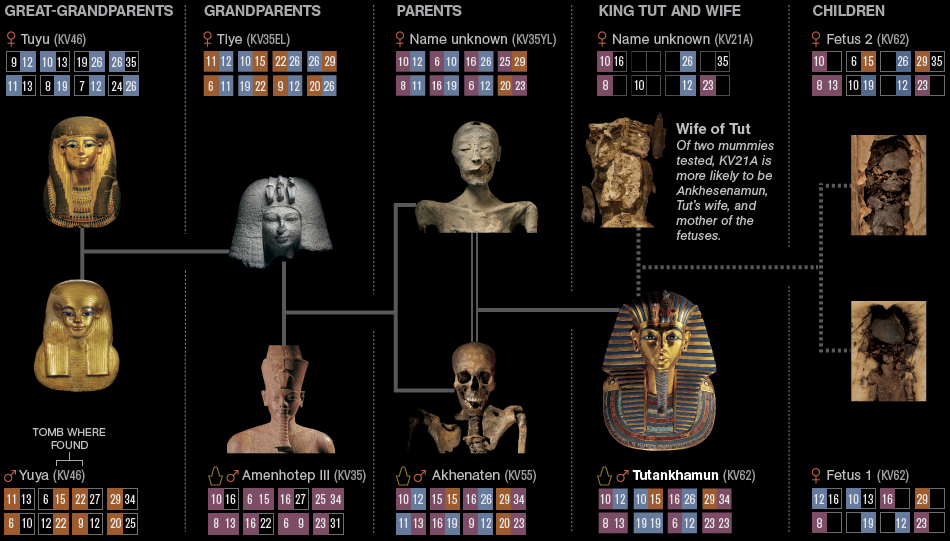 GREAT-GRANDPARENTS
Tuyu (KV46)
9 12 10 13 19 26 26 35
11 13 8 19 7 12 24 26
TOMB WHERE
FOUND
Yuya (KV46)
11 13 6 15 22 27 29 34
6 10 12 22 9 12 20 25
GRANDPARENTS
Tiye (KV35EL)
11 12 10 15 22 26 26 29
6 11 19 22 9 12 20 26
Amenhotep III (KV35)
10 16 6 15 16 27 25 34
8 13 16 22 6 9 23 31
PARENTS
Name unknown (KV35YL)
10 12 6 10 16 26 25 29
8 11 16 19 6 12 20 23
Akhenaten (KV55)
10 12 15 15 16 26 29 34
11 13 16 19 9 12 20 23
KING TUT AND WIFE
Name unknown (KV21A)
10 16 26 35
8 10 12 23
Wife of Tut
Of two mummies
tested, KV21A is
more likely to be
Ankhesenamun,
Tut's wife, and
mother of the
fetuses.
Tutankhamun (KV62)
10 12 10 15 16 26 29 34
8 13 19 19 6 12 23 23
CHILDREN
Fetus 2 (KV62)
10 6 15 26 29 35
8 13 10 19 12 23
Fetus 1 (KV62)
12 16 10 13 16 29
8 19 12 23